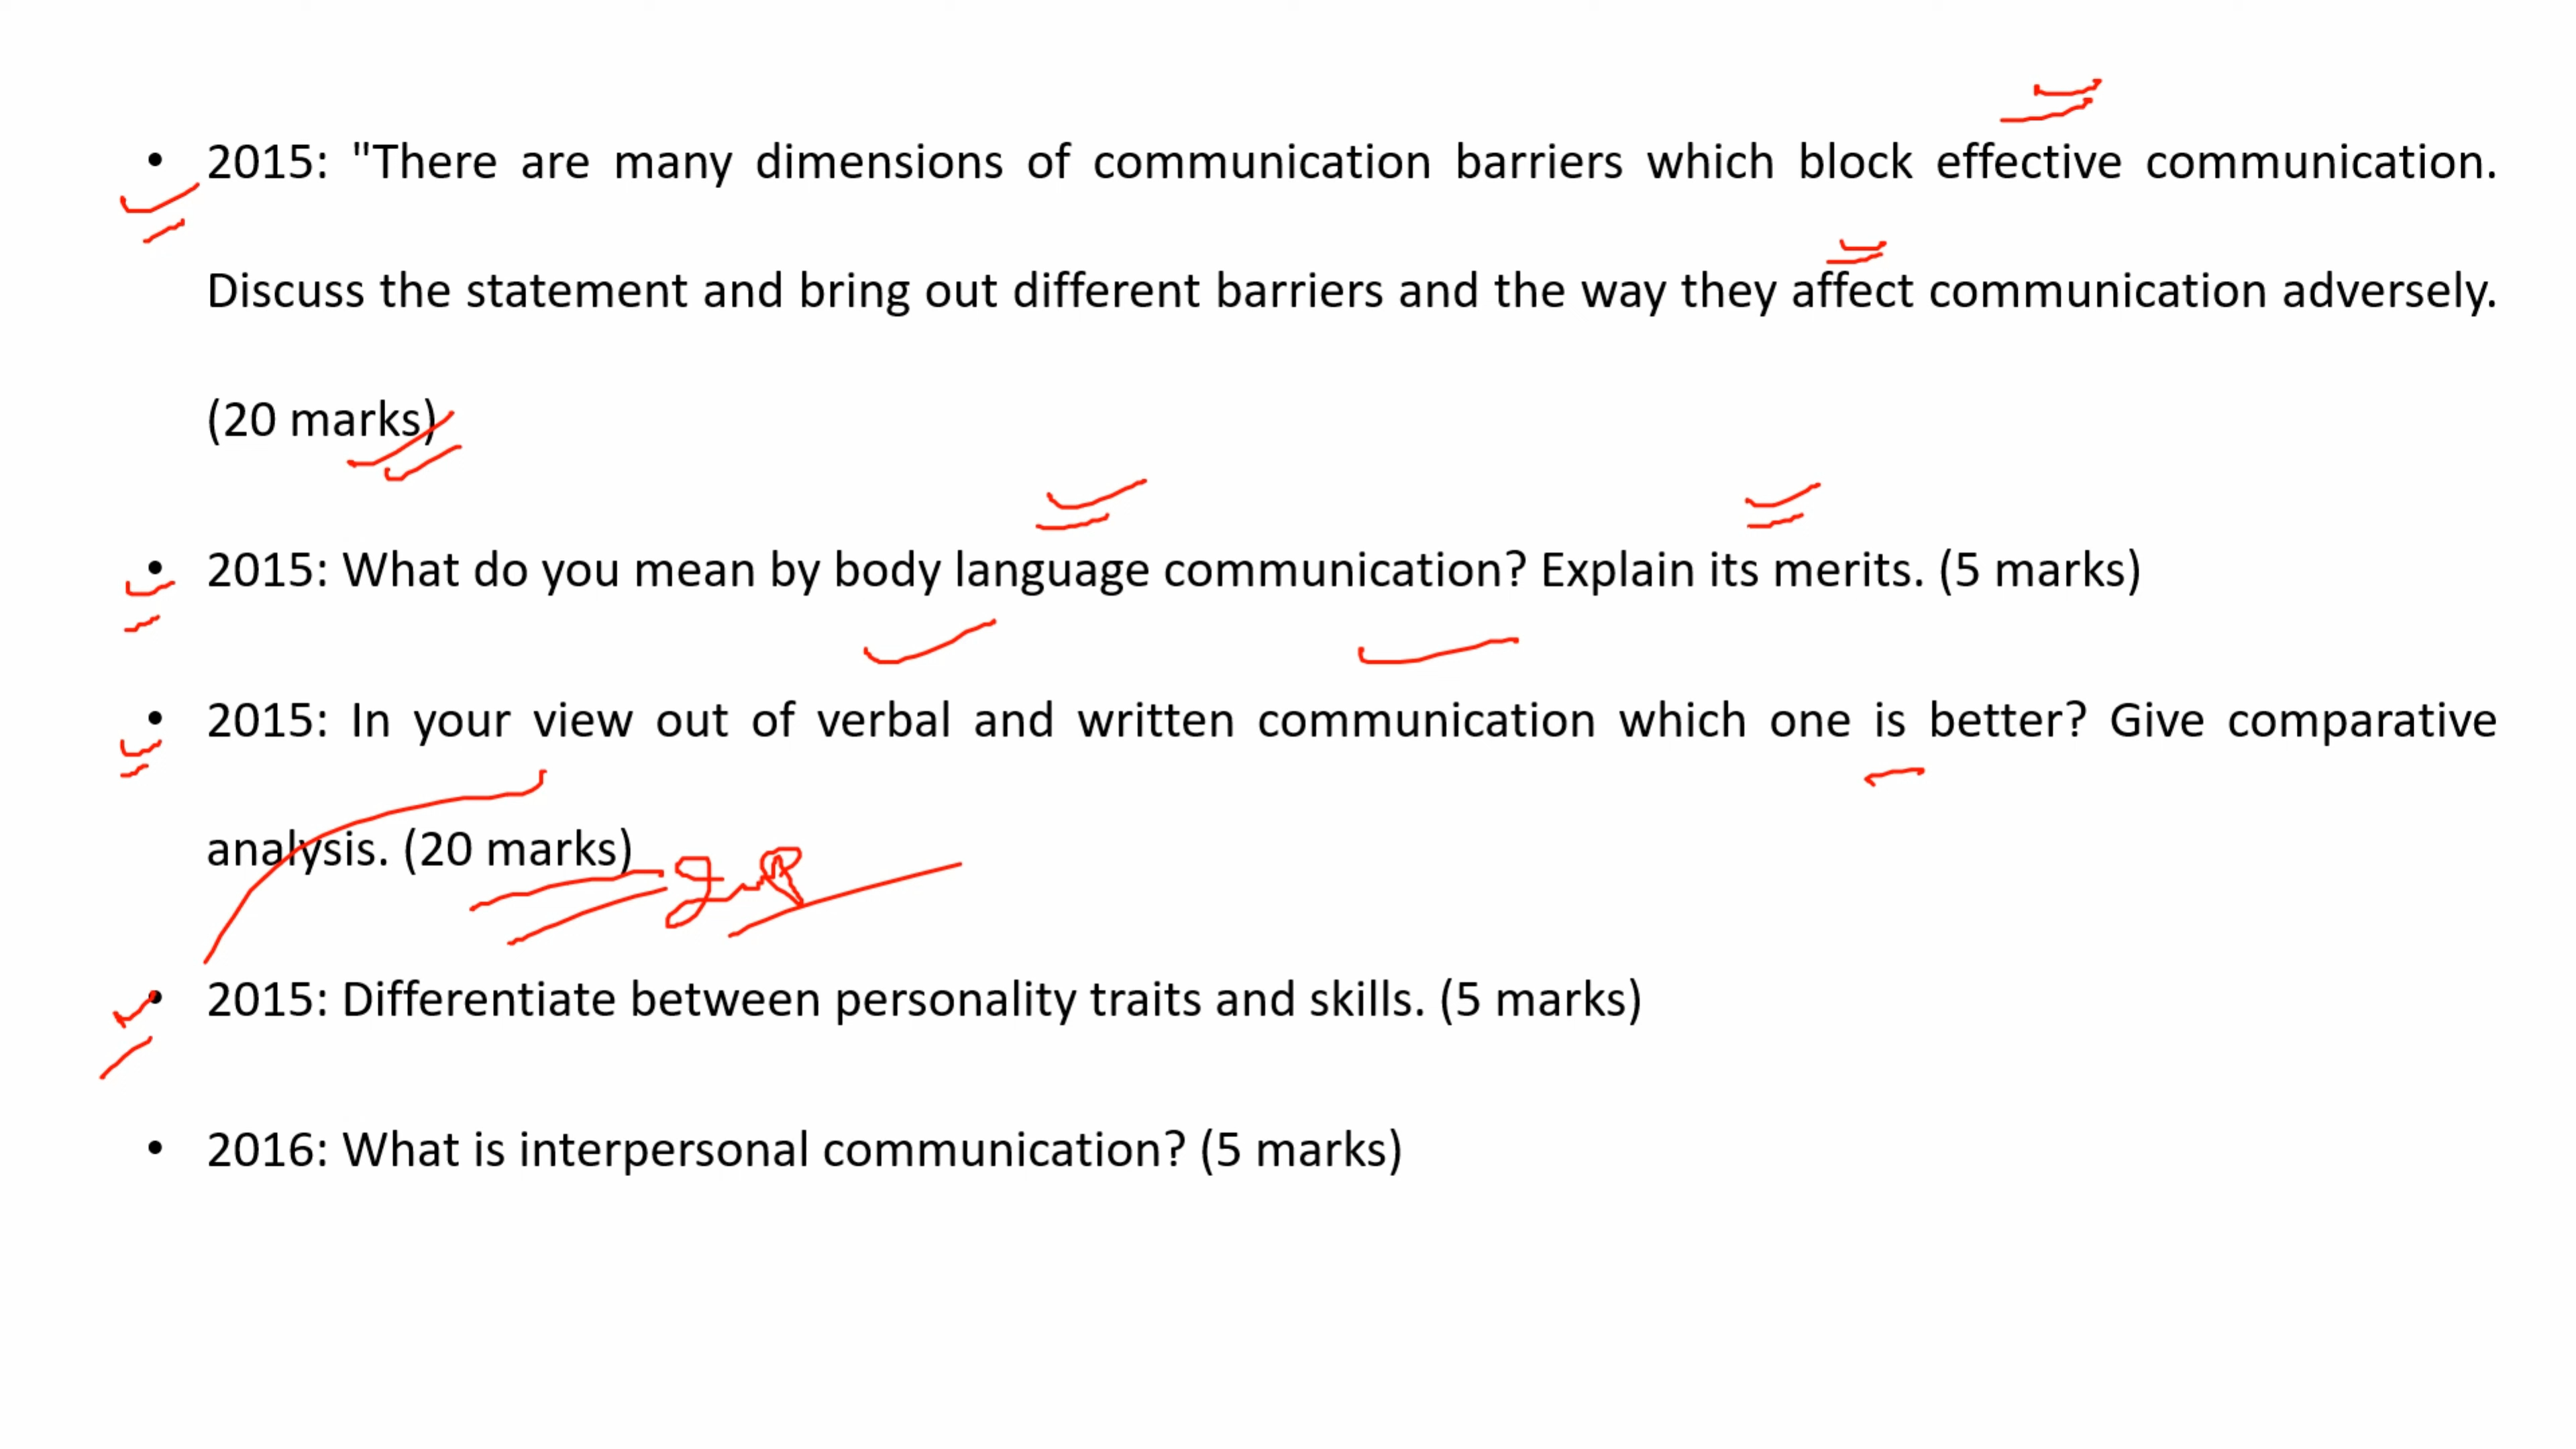 • 2015: "There are many dimensions of communication barriers which block effective communication.
Discuss the statement and bring out different barriers and the way they affect communication adversely.
(20 marks)
• 2015: What do you mean by body language communication? Explain its merits. (5 marks)
• 2015: In your view out of verbal and written communication which one is better? Give comparative
analysis. (20 marks)
• 2015: Differentiate between personality traits and skills. (5 marks)
• 2016: What is interpersonal communication? (5 marks)